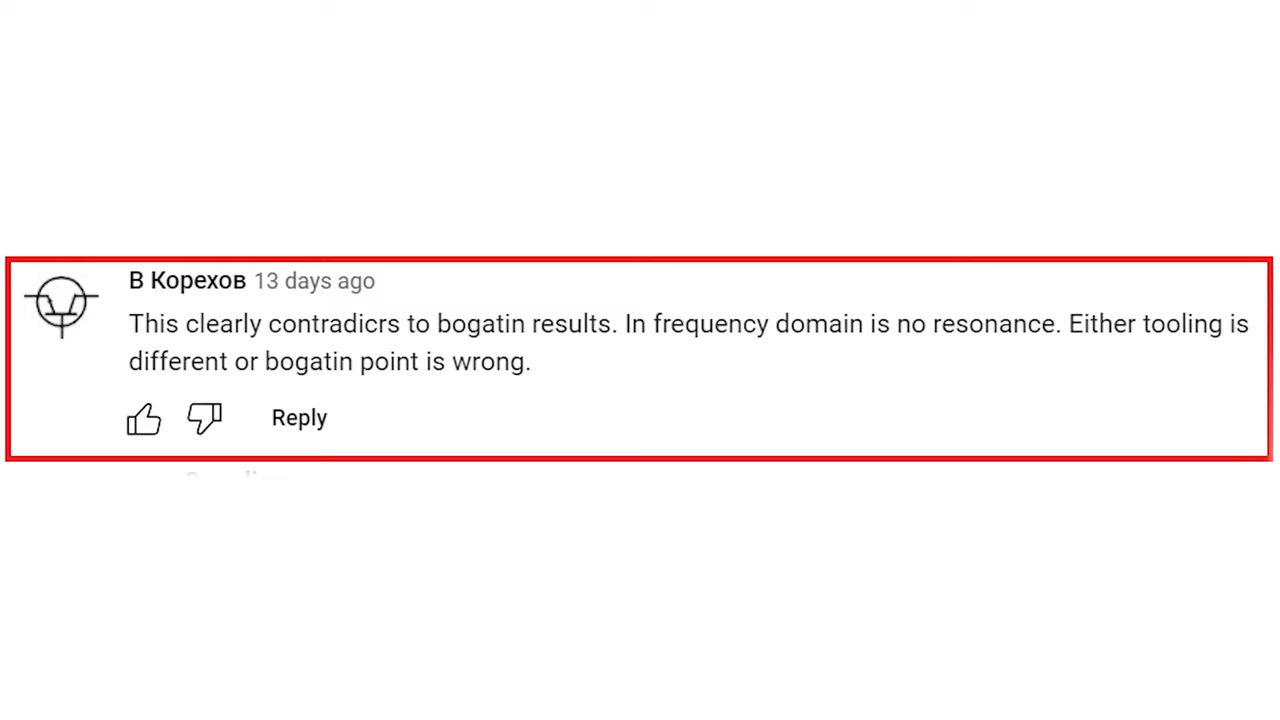 В Корехов 13 days ago
This clearly contradicrs to bogatin results. In frequency domain is no resonance. Either tooling is
different or bogatin point is wrong.
Reply